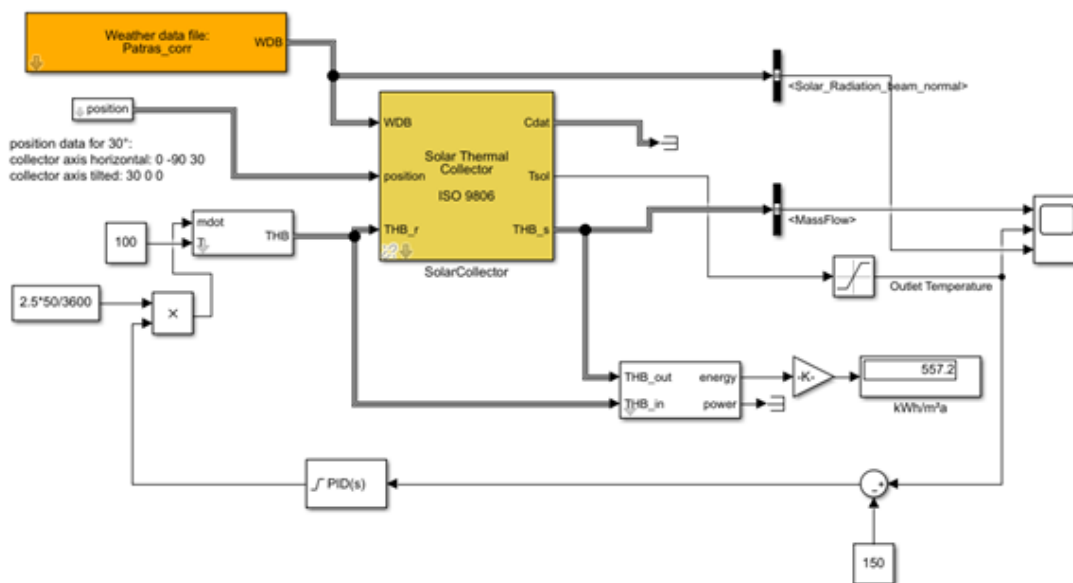 Weather data file:
Patras_corr
WDB
<Solar_Radiation_beam_normal>
position
position data for 30°:
collector axis horizontal: 0 -90 30
collector axis tilted: 30 0 0
WDB
Cdat
Solar Thermal
Collector
position
Tsol
ISO 9806
THB_r
THB_s
SolarCollector
<MassFlow>
100
mdot
T
THB
2.5*50/3600
×
Outlet Temperature
THB_out
energy
THB_in
power
-K-
557.2
kWh/m²a
PID(s)
+
-
150